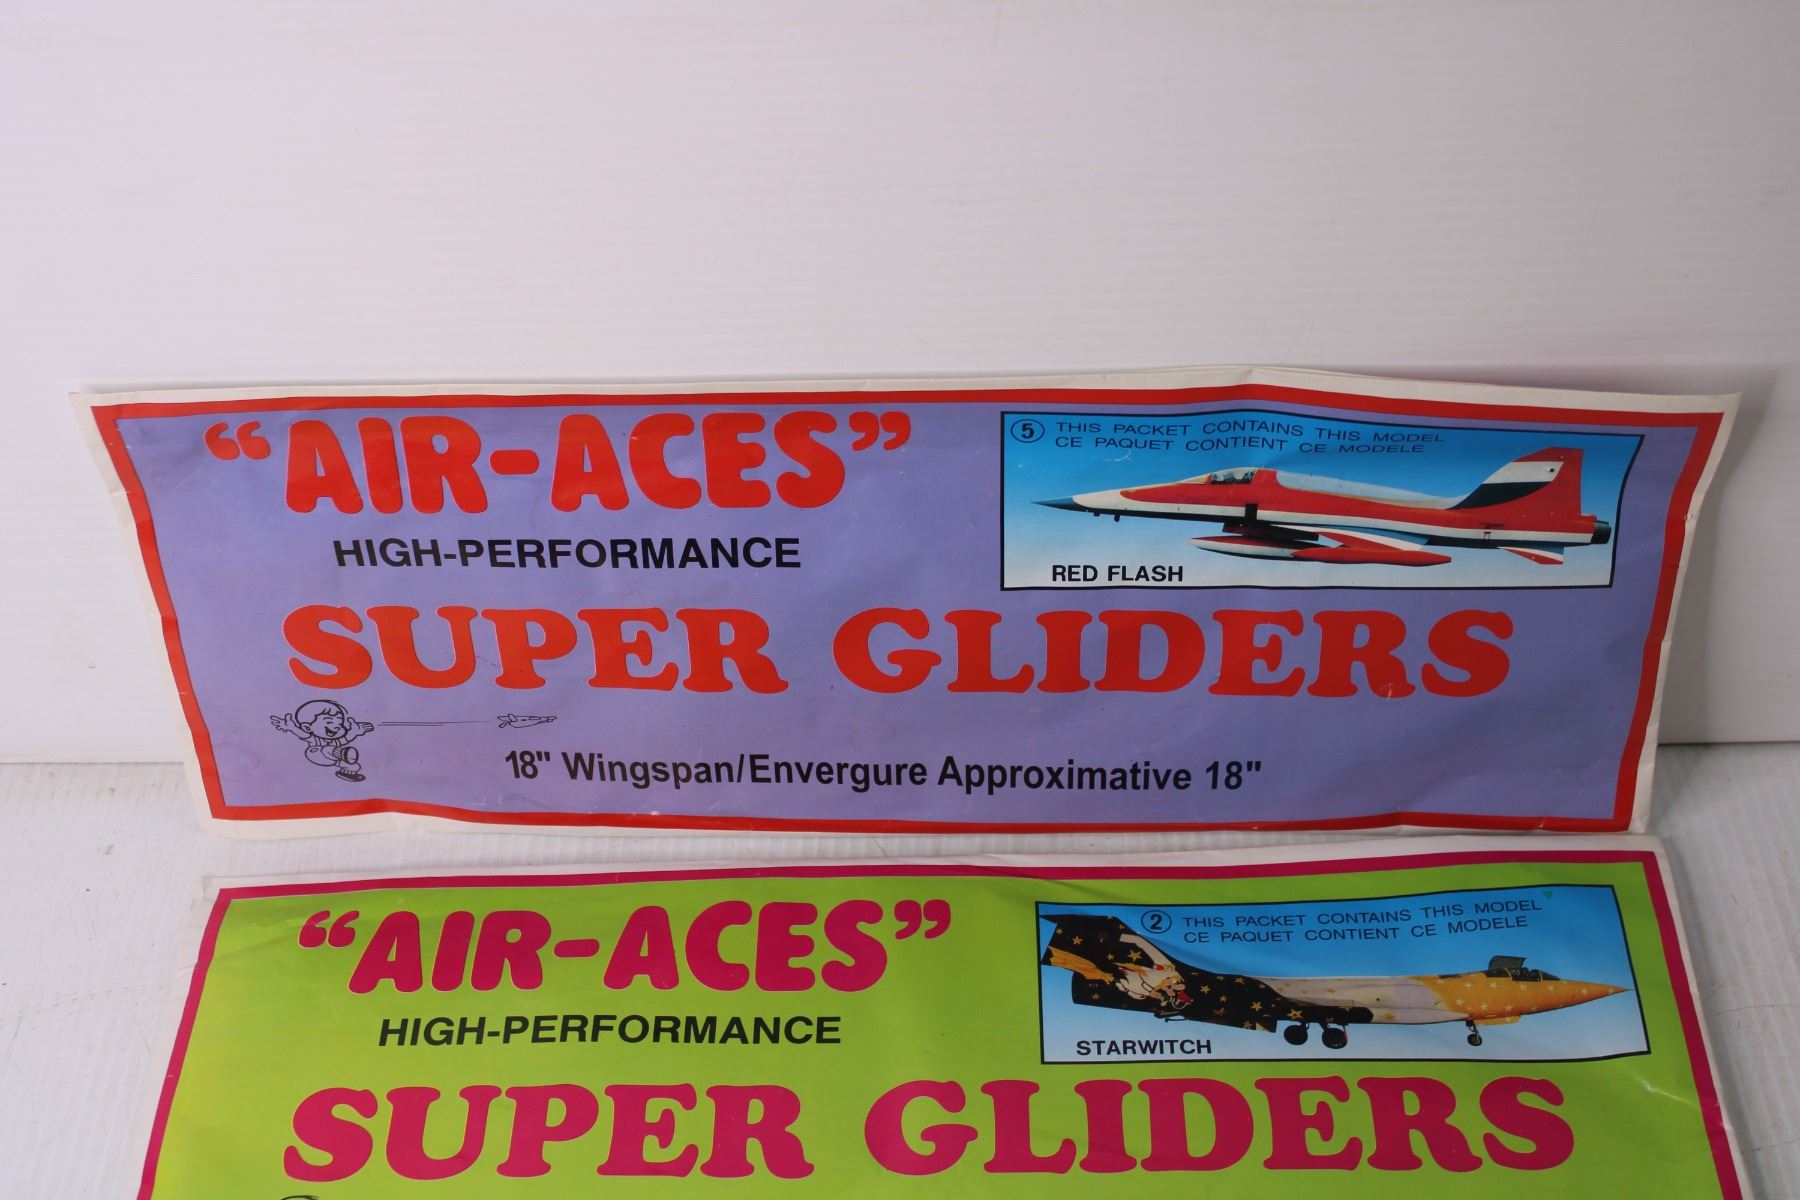 “AIR-ACES”
HIGH-PERFORMANCE
SUPER GLIDERS
5 THIS PACKET CONTAINS THIS MODEL
CE PAQUET CONTIENT CE MODELE
RED FLASH
18" Wingspan/Envergure Approximative 18"
“AIR-ACES”
HIGH-PERFORMANCE
SUPER GLIDERS
2 THIS PACKET CONTAINS THIS MODEL
CE PAQUET CONTIENT CE MODELE
STARWITCH